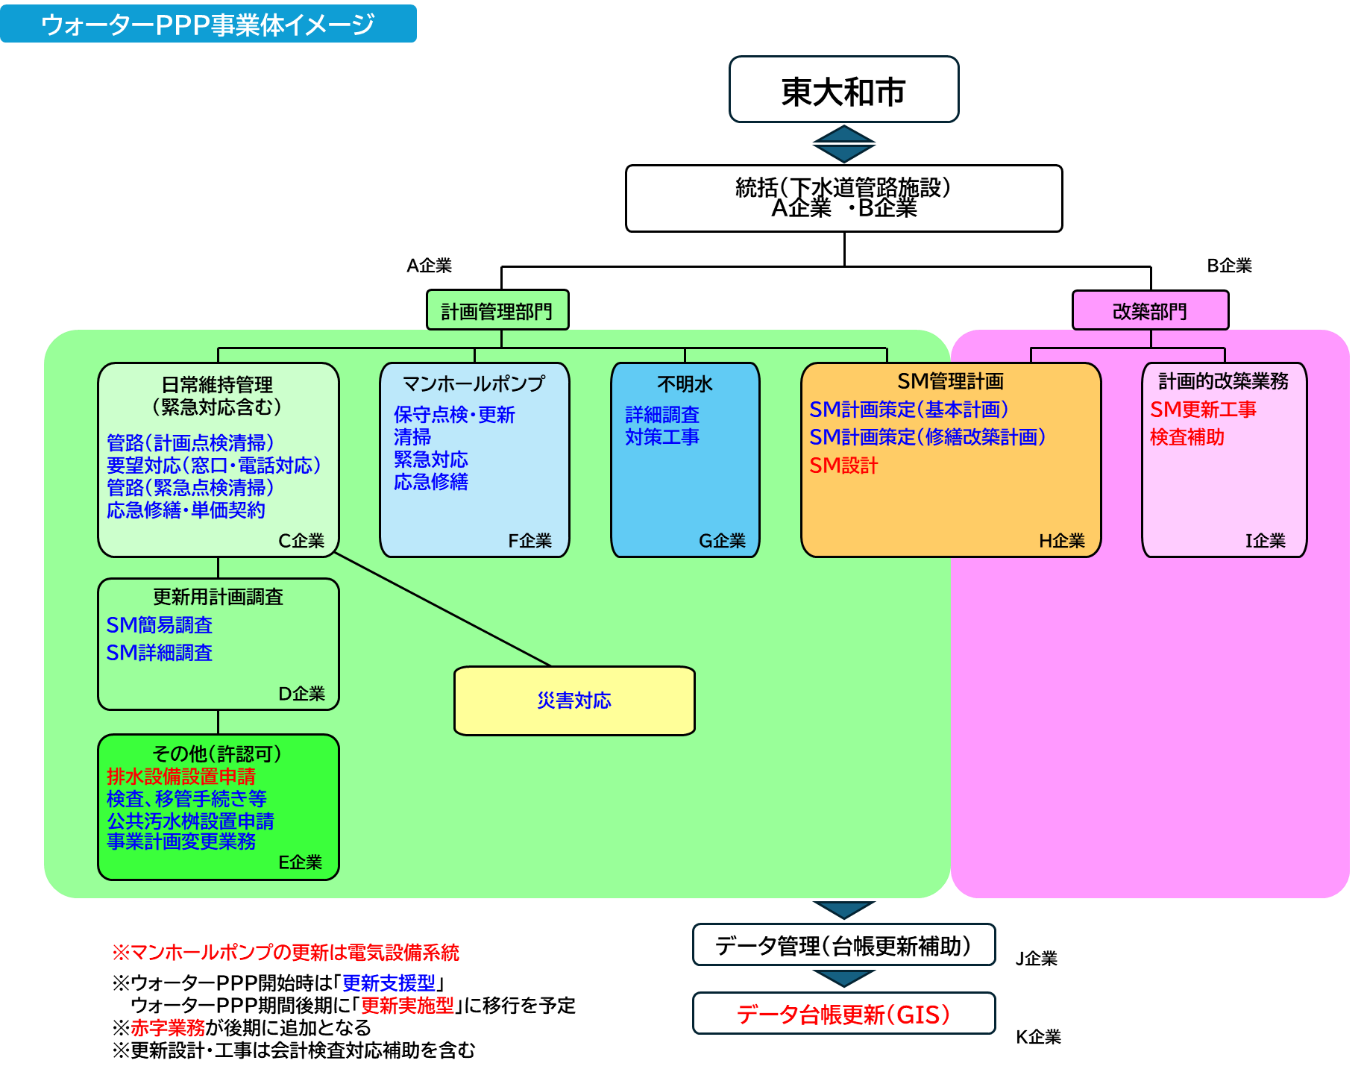 ウォーターPPP事業体イメージ
東大和市
統括(下水道管路施設)
A企業 ・B企業
A企業
B企業
計画管理部門
改築部門
日常維持管理
(緊急対応含む)
管路(計画点検清掃)
要望対応(窓口・電話対応)
管路(緊急点検清掃)
応急修繕・単価契約
C企業
マンホールポンプ
保守点検・更新
清掃
緊急対応
応急修繕
F企業
不明水
詳細調査
対策工事
G企業
SM管理計画
SM計画策定(基本計画)
SM計画策定(修繕改築計画)
SM設計
H企業
計画的改築業務
SM更新工事
検査補助
I企業
更新用計画調査
SM簡易調査
SM詳細調査
D企業
災害対応
その他(許認可)
排水設備設置申請
検査、移管手続き等
公共汚水桝設置申請
事業計画変更業務
E企業
データ管理(台帳更新補助)
J企業
データ台帳更新(GIS)
K企業
※マンホールポンプの更新は電気設備系統
※ウォーターPPP開始時は「更新支援型」
ウォーターPPP期間後期に「更新実施型」に移行を予定
※赤字業務が後期に追加となる
※更新設計・工事は会計検査対応補助を含む